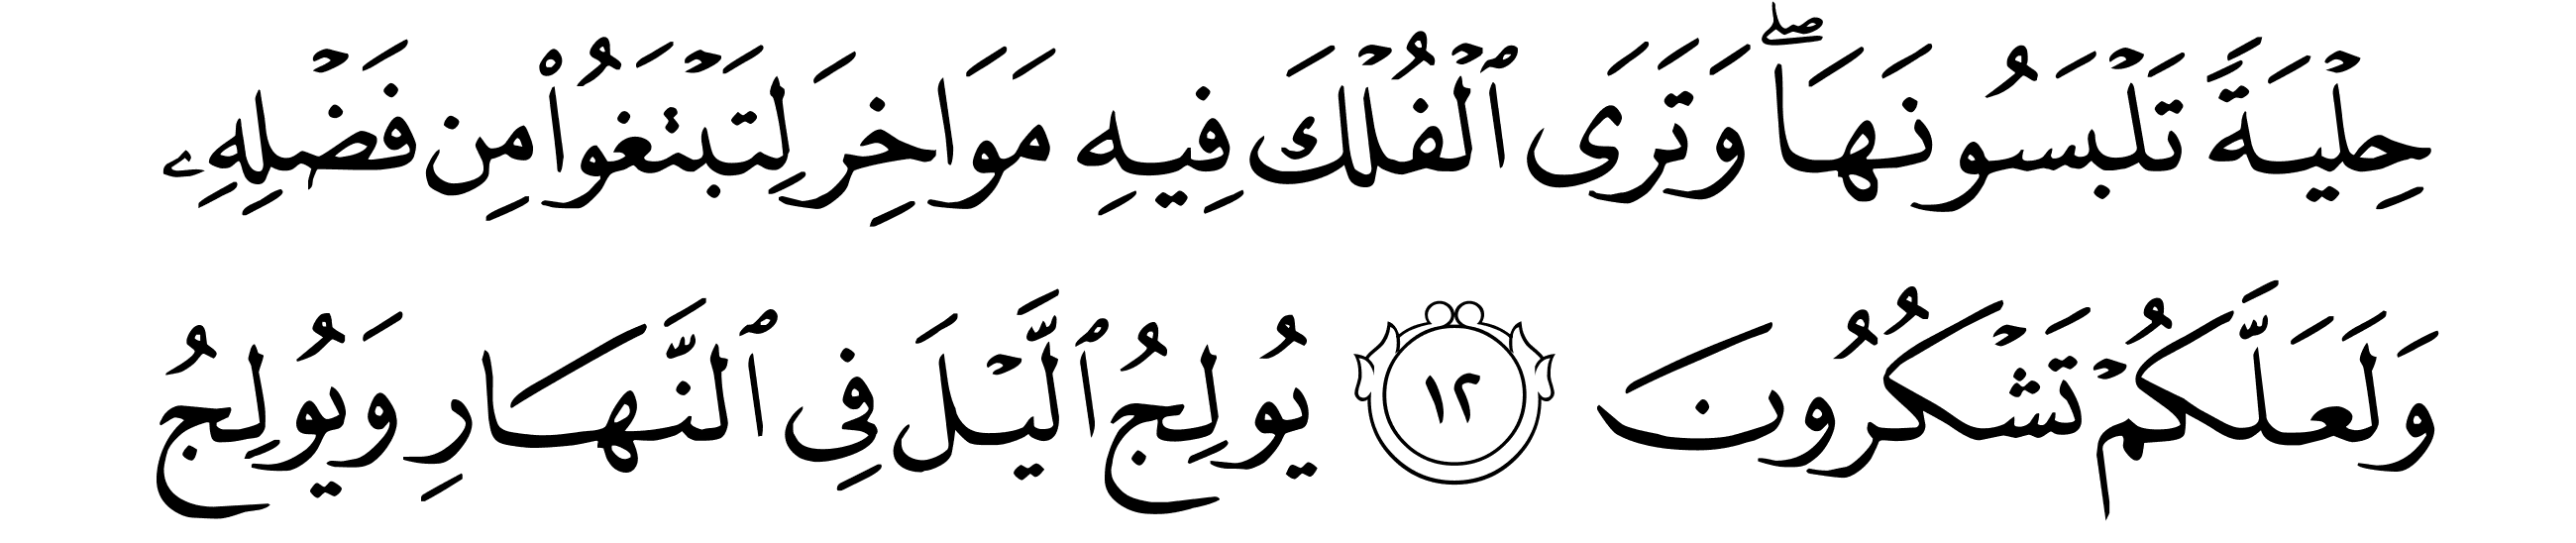 حِلْيَةً تَلْبَسُونَهَا ۖ وَتَرَى ٱلْفُلْكَ فِيهِ مَوَاخِرَ لِتَبْتَغُوا۟ مِن فَضْلِهِۦ
وَلَعَلَّكُمْ تَشْكُرُونَ ١٢ يُولِجُ ٱلَّيْلَ فِى ٱلنَّهَارِ وَيُولِجُ